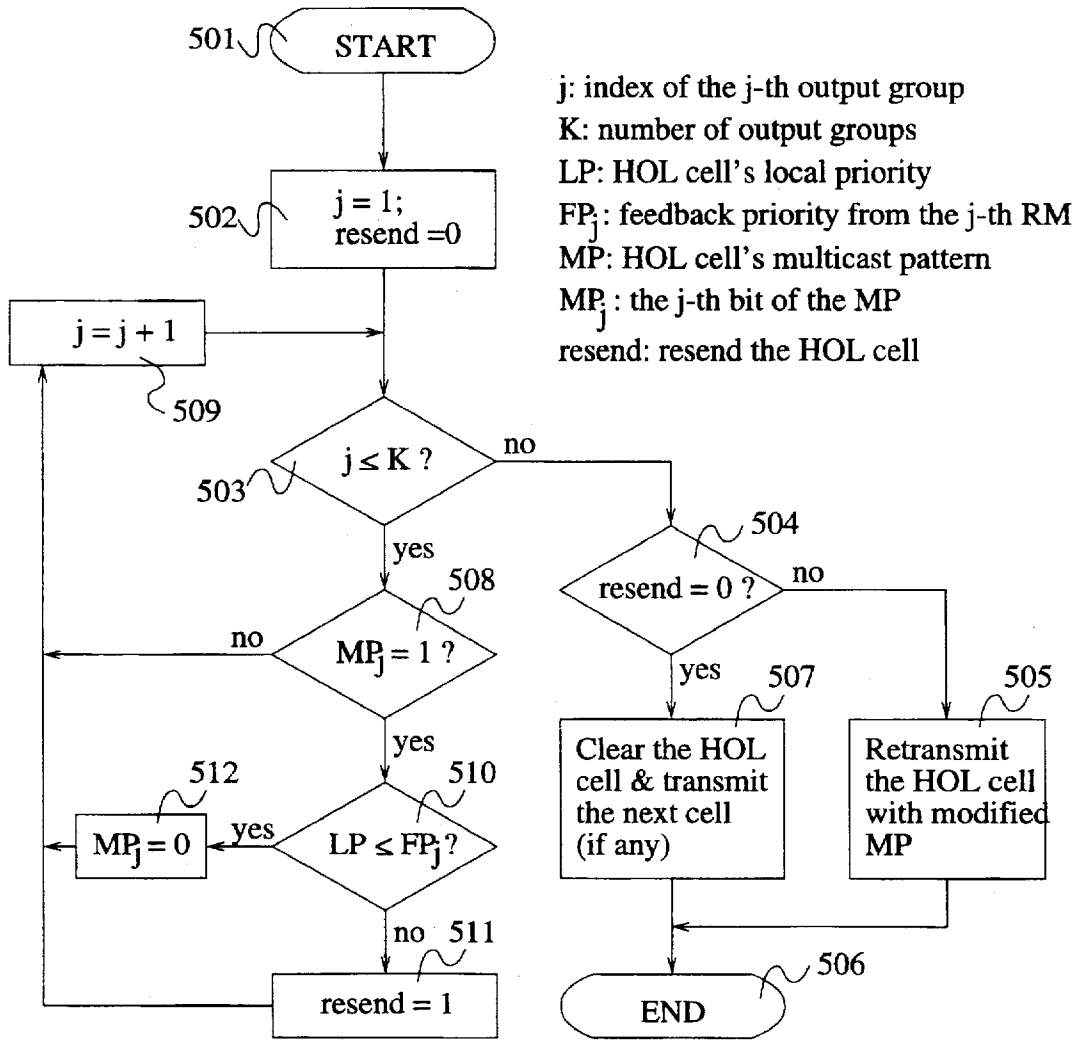 501
START
j: index of the j-th output group
K: number of output groups
LP: HOL cell's local priority
FPj: feedback priority from the j-th RM
MP: HOL cell's multicast pattern
MPj: the j-th bit of the MP
resend: resend the HOL cell
502
j = 1;
resend =0
j = j + 1
509
503
j ≤ K ?
no
yes
504
resend = 0 ?
no
yes
508
MPj = 1 ?
no
yes
507
Clear the HOL
cell & transmit
the next cell
(if any)
505
Retransmit
the HOL cell
with modified
MP
512
MPj = 0
yes
510
LP ≤ FPj?
no
511
resend = 1
506
END